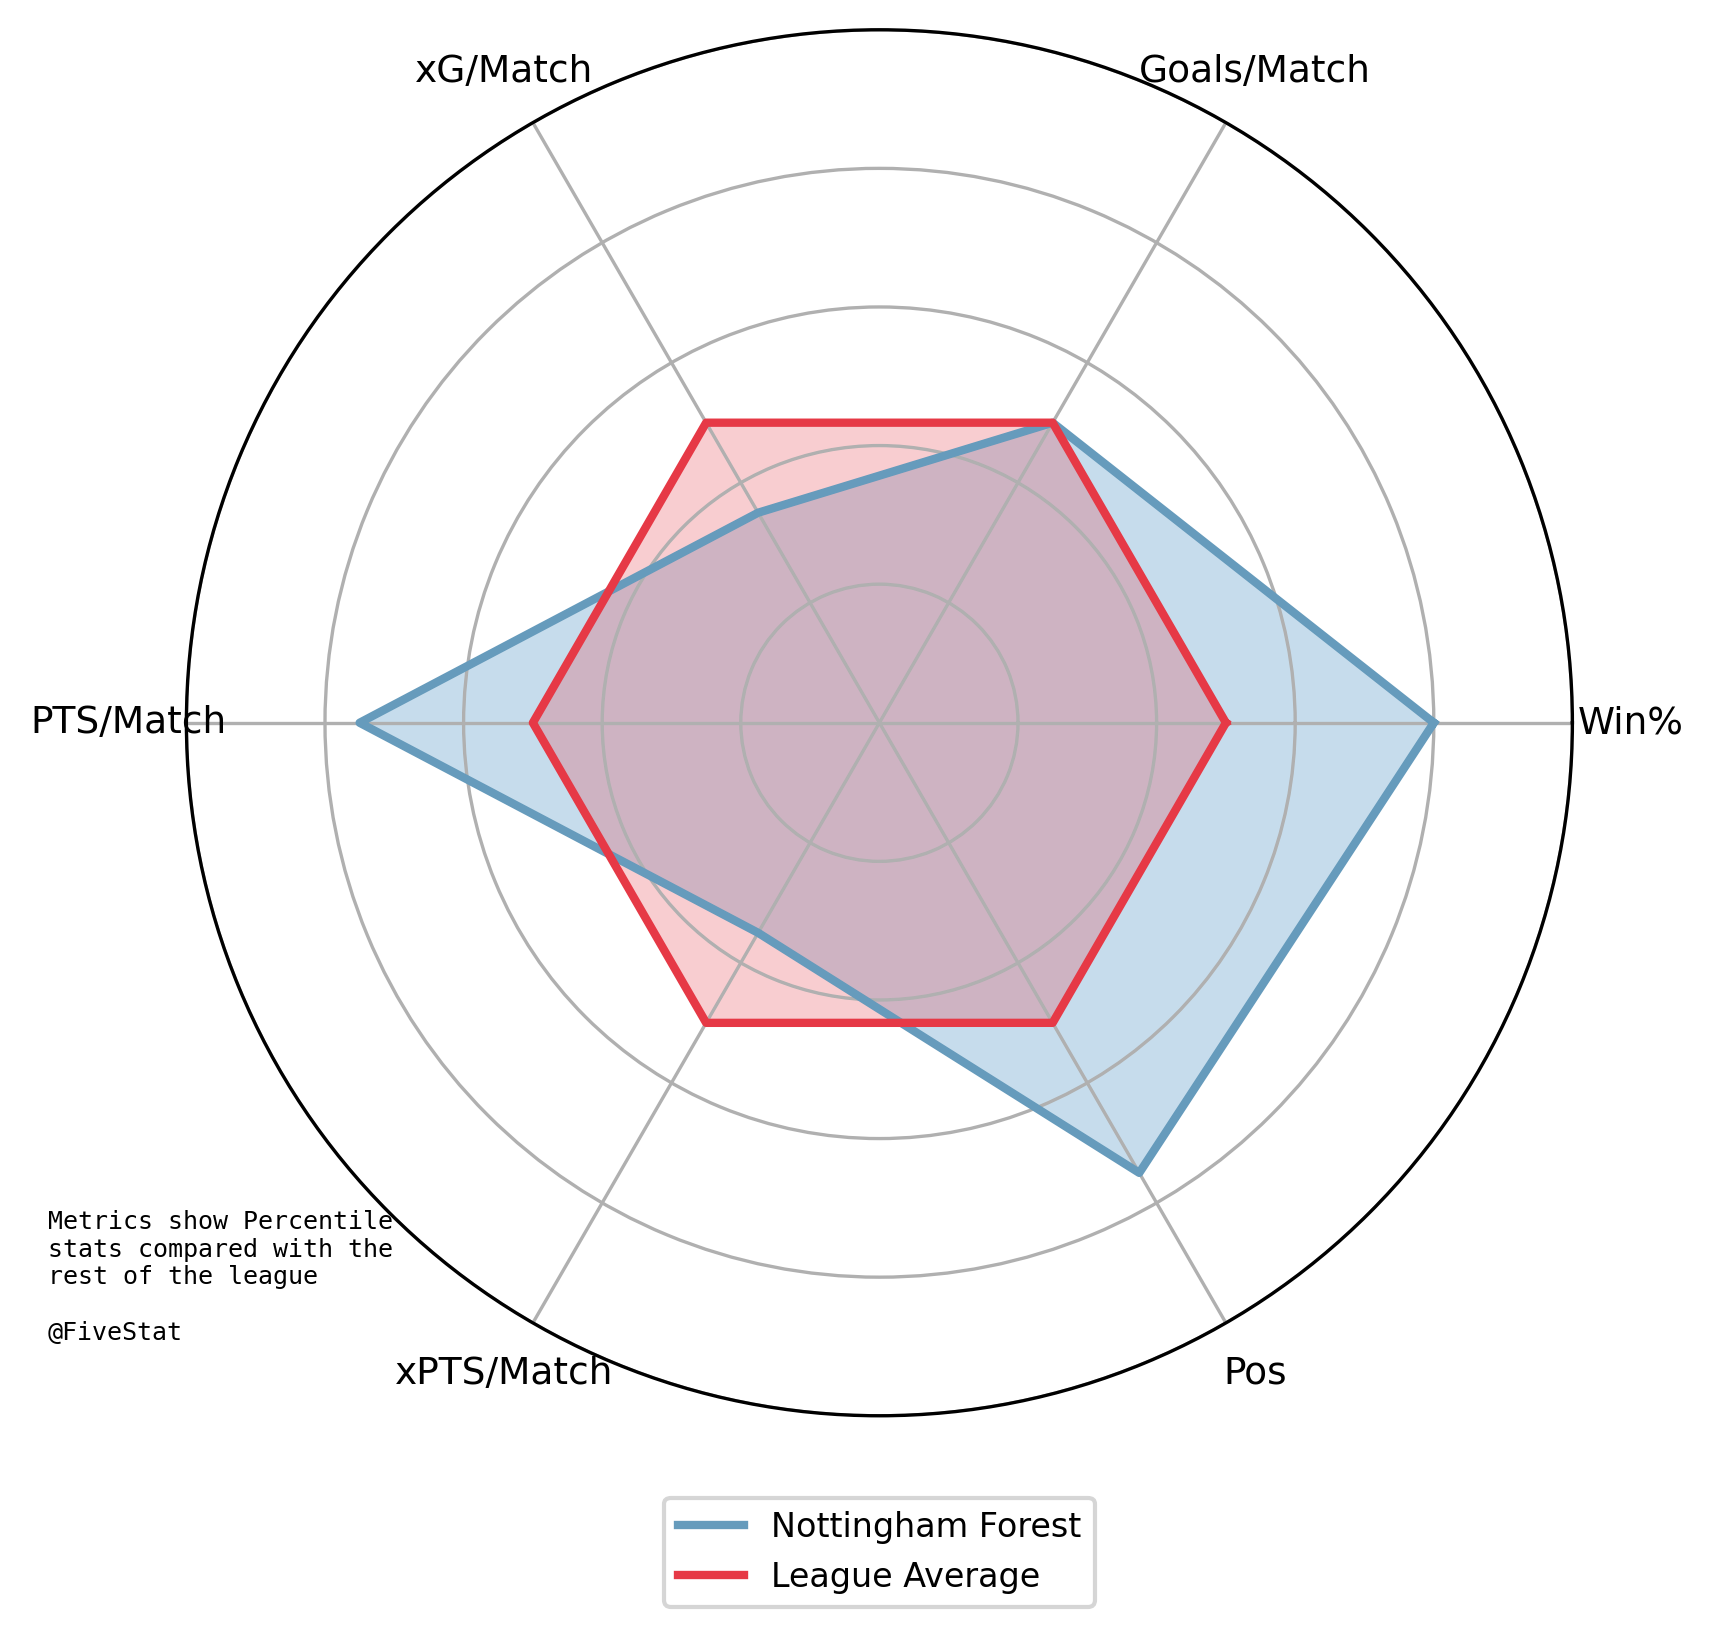 xG/Match
Goals/Match
PTS/Match
Win%
Metrics show Percentile
stats compared with the
rest of the league
@FiveStat
xPTS/Match
Pos
Nottingham Forest
League Average